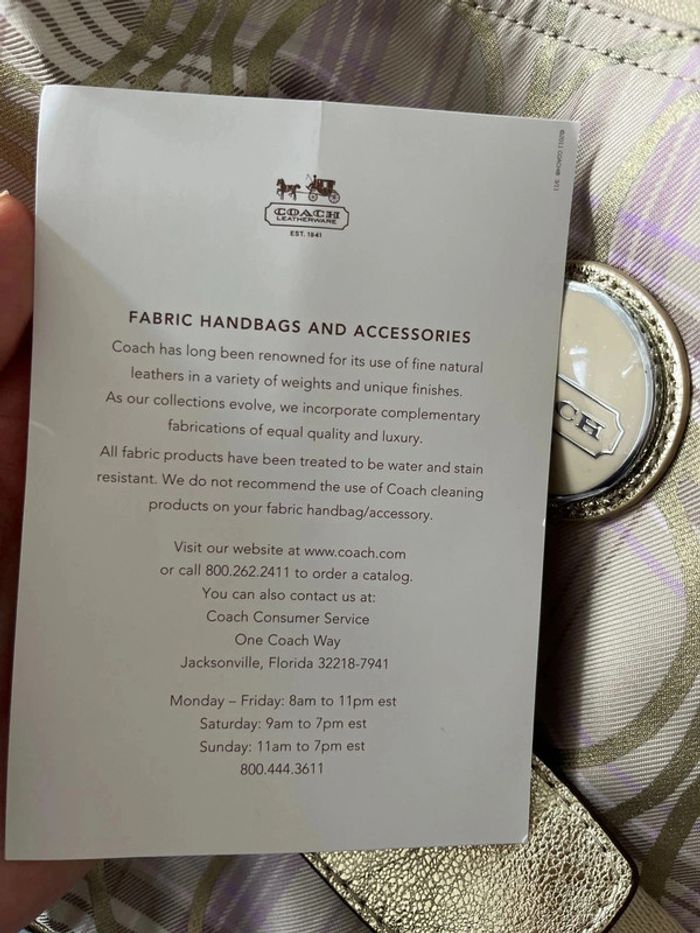 ©2011 COACH® 3/11
COACH
LEATHERWARE
EST. 1941
FABRIC HANDBAGS AND ACCESSORIES
Coach has long been renowned for its use of fine natural
leathers in a variety of weights and unique finishes.
As our collections evolve, we incorporate complementary
fabrications of equal quality and luxury.
All fabric products have been treated to be water and stain
resistant. We do not recommend the use of Coach cleaning
products on your fabric handbag/accessory.
Visit our website at www.coach.com
or call 800.262.2411 to order a catalog.
You can also contact us at:
Coach Consumer Service
One Coach Way
Jacksonville, Florida 32218-7941
Monday – Friday: 8am to 11pm est
Saturday: 9am to 7pm est
Sunday: 11am to 7pm est
800.444.3611
CH